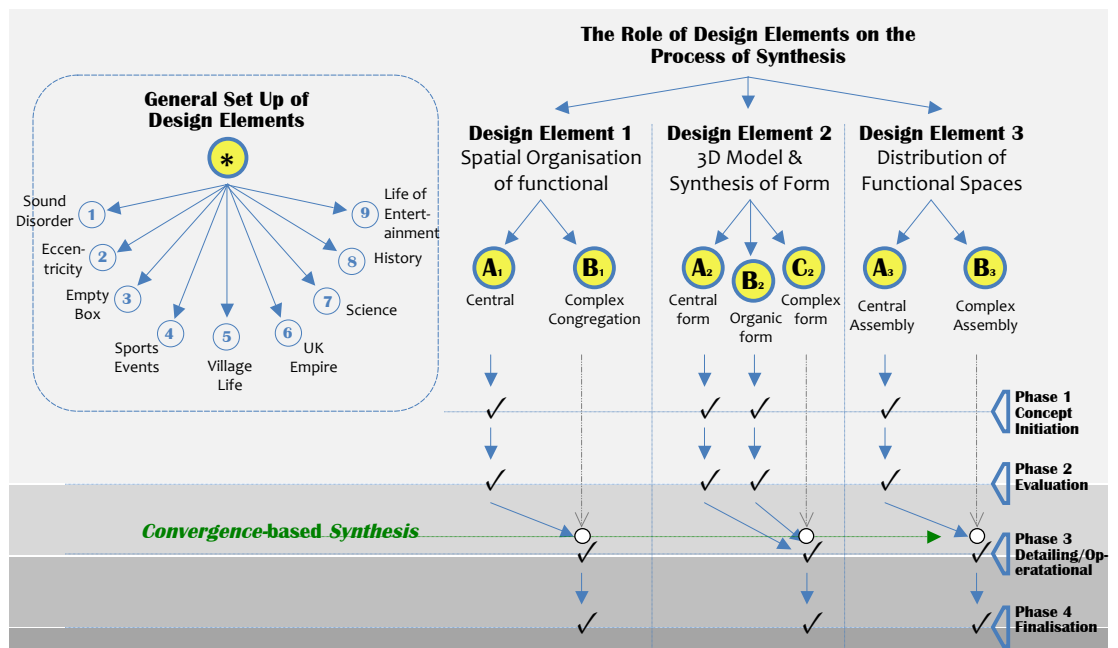 The Role of Design Elements on the
Process of Synthesis
General Set Up of
Design Elements
*
Sound
Disorder
1
Eccen-
tricity
2
Empty
Box
3
4
Sports
Events
5
Village
Life
6
UK
Empire
7
Science
8
History
9
Life of
Entert-
ainment
Design Element 1
Spatial Organisation
of functional
A1
Central
B1
Complex
Congregation
Design Element 2
3D Model &
Synthesis of Form
A2
Central
form
B2
Organic
form
C2
Complex
form
Design Element 3
Distribution of
Functional Spaces
A3
Central
Assembly
B3
Complex
Assembly
Phase 1
Concept
Initiation
Phase 2
Evaluation
Convergence-based Synthesis
Phase 3
Detailing/Op-
eratational
Phase 4
Finalisation